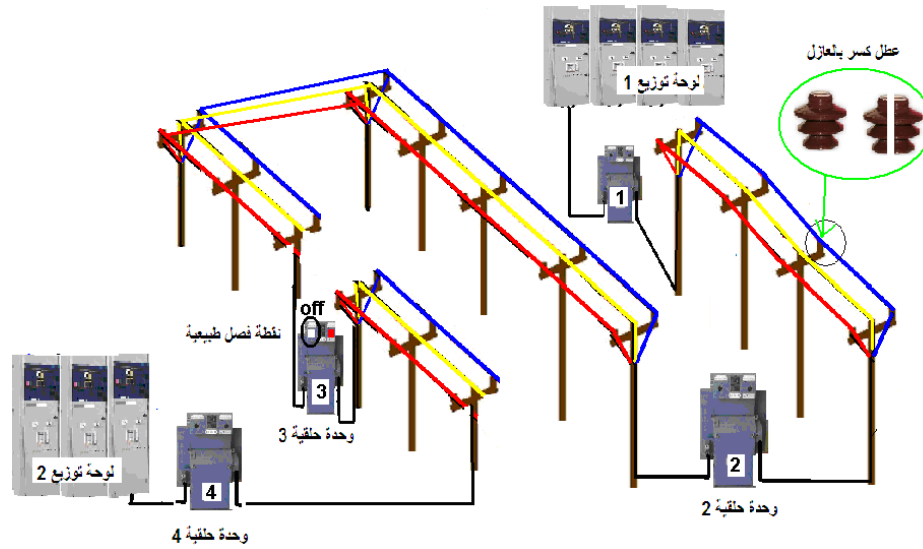 لوحة توزيع 1
عطل كسر بالعازل
1
off
نقطة فصل طبيعية
3
وحدة حلقية 3
2
وحدة حلقية 2
لوحة توزيع 2
4
وحدة حلقية 4